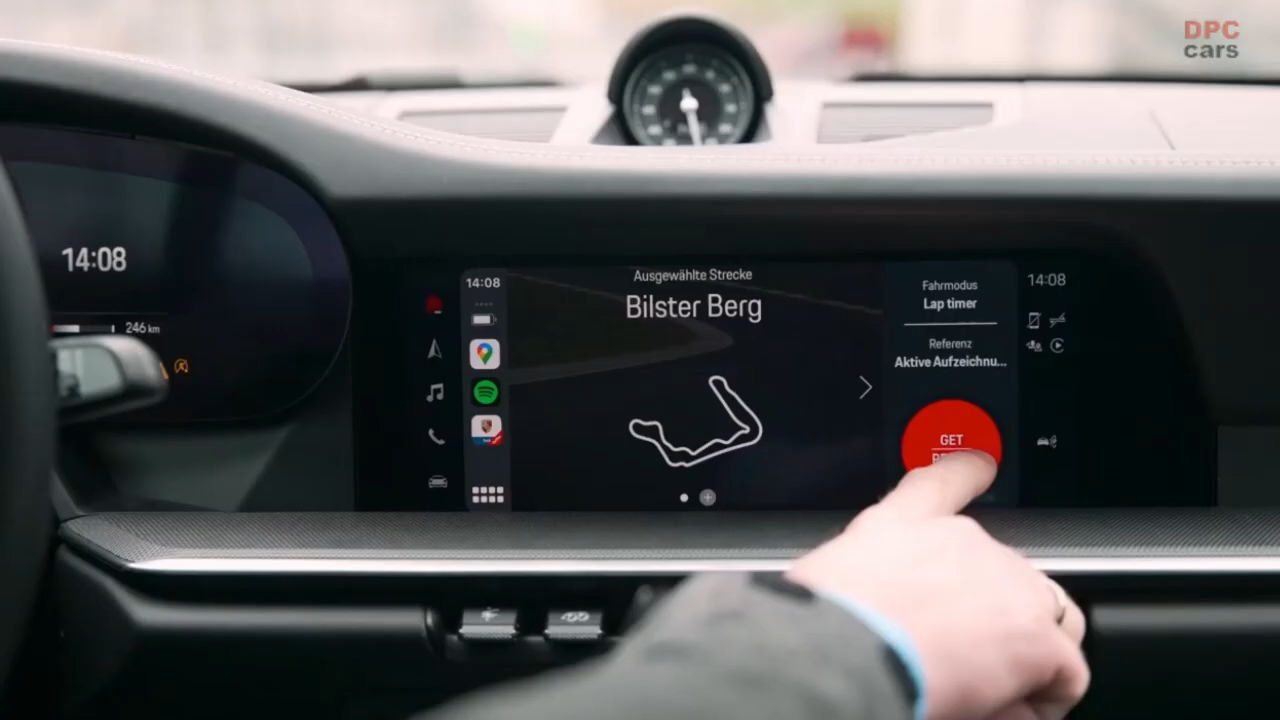 DPC
cars
14:08
246 km
14:08
Ausgewählte Strecke
Bilster Berg
Fahrmodus
Lap timer
Referenz
Aktive Aufzeichnu...
GET
14:08